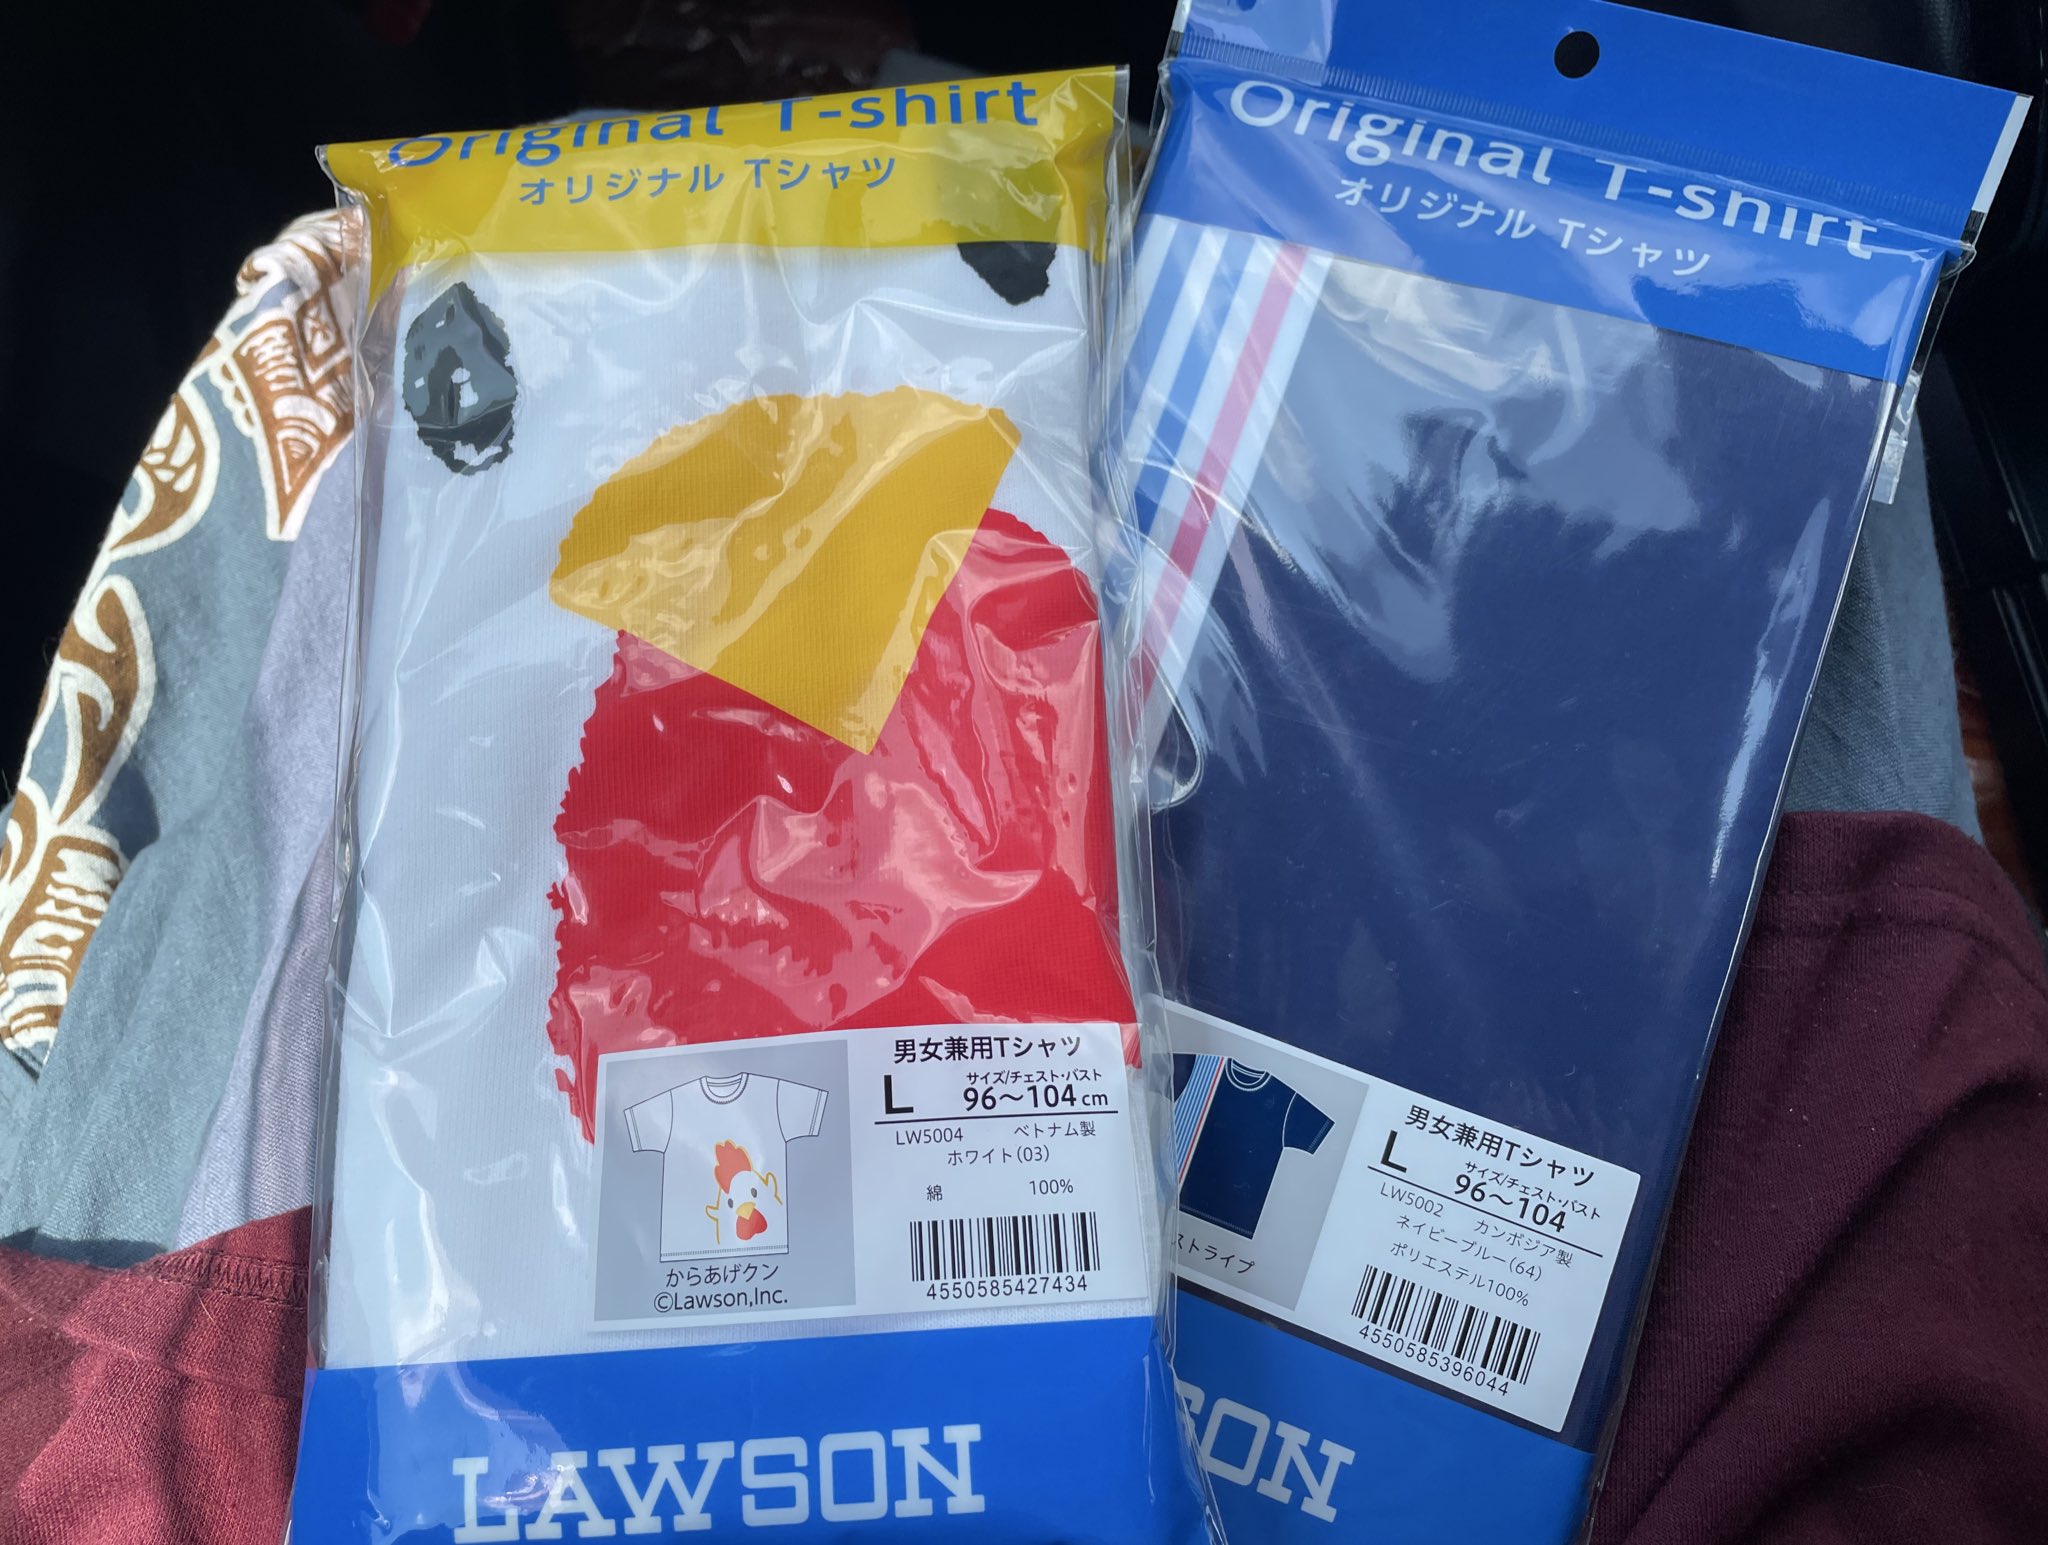 Original T-shirt
オリジナル Tシャツ
男女兼用Tシャツ
L サイズ/チェスト・バスト
96〜104cm
LW5004 ベトナム製
ホワイト(03)
綿 100%
4550585427434
からあげクン
©Lawson,Inc.
LAWSON
Original T-shirt
オリジナル Tシャツ
男女兼用Tシャツ
L サイズ/チェスト・バスト
96〜104
LW5002 カンボジア製
ネイビーブルー(64)
ポリエステル100%
4550585396044
ストライプ
SON